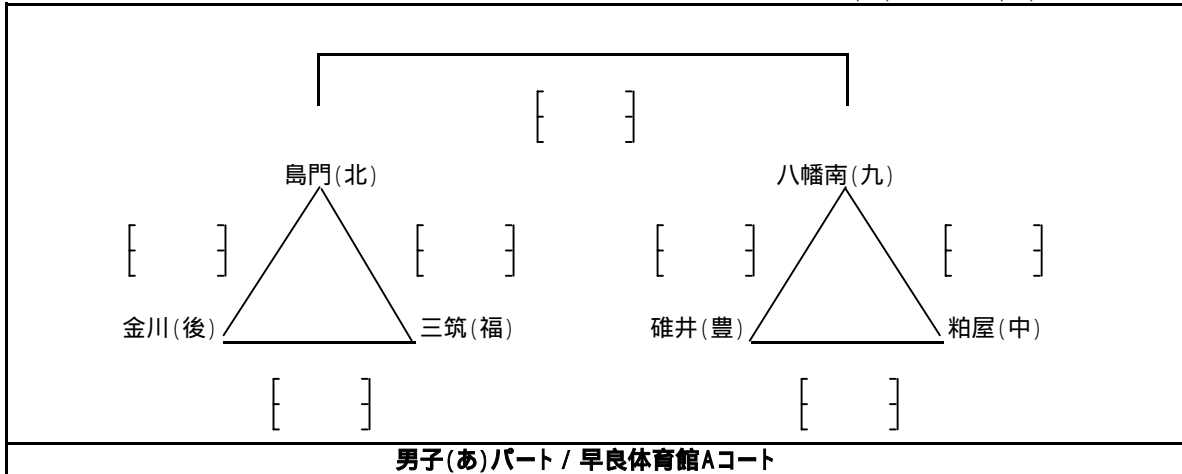 島門(北) 八幡南(九)
金川(後) 三筑(福) 碓井(豊) 粕屋(中)
男子(あ)パート / 早良体育館Aコート